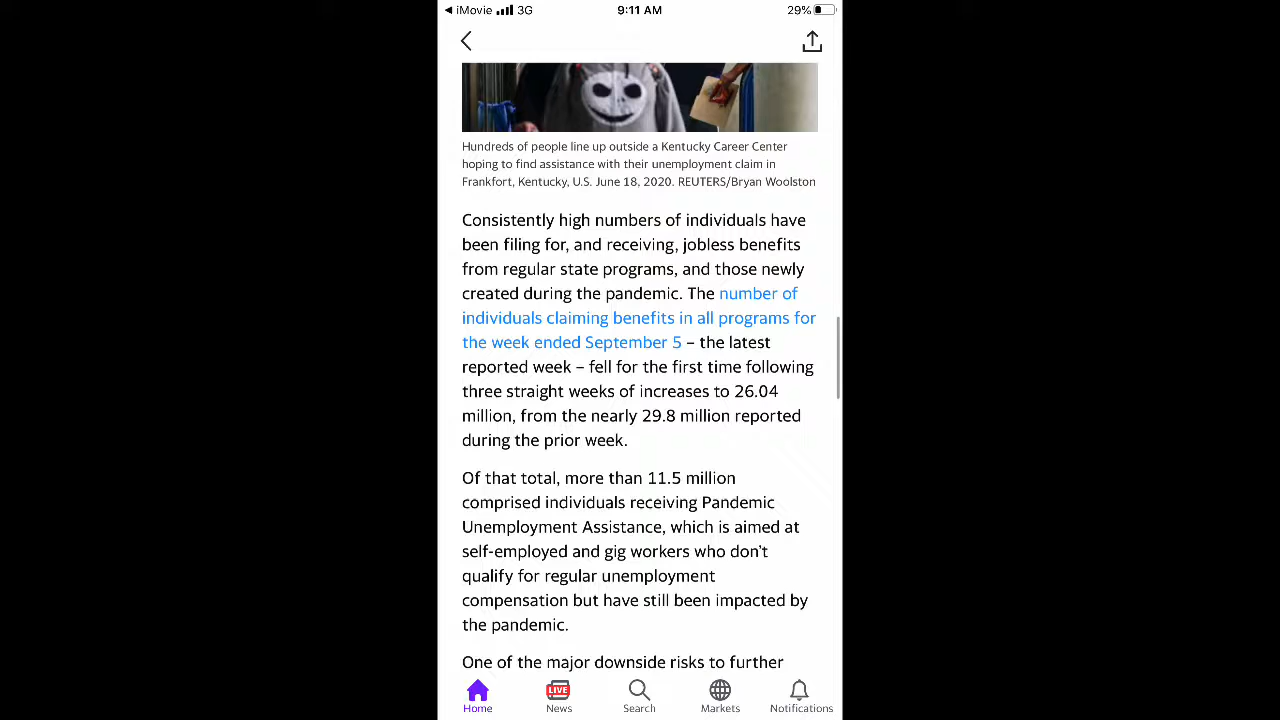 ◀ iMovie 3G 9:11 AM 29%
Hundreds of people line up outside a Kentucky Career Center
hoping to find assistance with their unemployment claim in
Frankfort, Kentucky, U.S. June 18, 2020. REUTERS/Bryan Woolston
Consistently high numbers of individuals have
been filing for, and receiving, jobless benefits
from regular state programs, and those newly
created during the pandemic. The number of
individuals claiming benefits in all programs for
the week ended September 5 – the latest
reported week – fell for the first time following
three straight weeks of increases to 26.04
million, from the nearly 29.8 million reported
during the prior week.
Of that total, more than 11.5 million
comprised individuals receiving Pandemic
Unemployment Assistance, which is aimed at
self-employed and gig workers who don't
qualify for regular unemployment
compensation but have still been impacted by
the pandemic.
One of the major downside risks to further
LIVE
Home News Search Markets Notifications